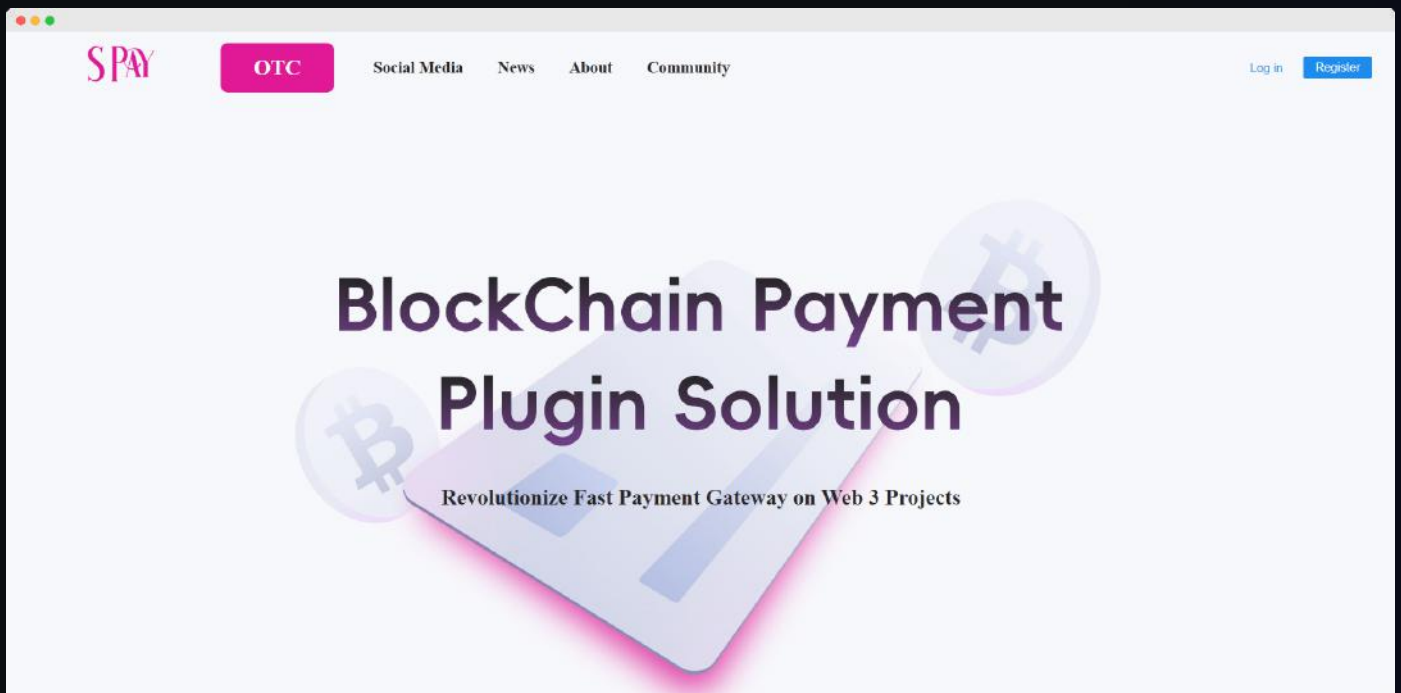 S PAY
OTC Social Media News About Community Log in Register
BlockChain Payment
Plugin Solution
Revolutionize Fast Payment Gateway on Web 3 Projects